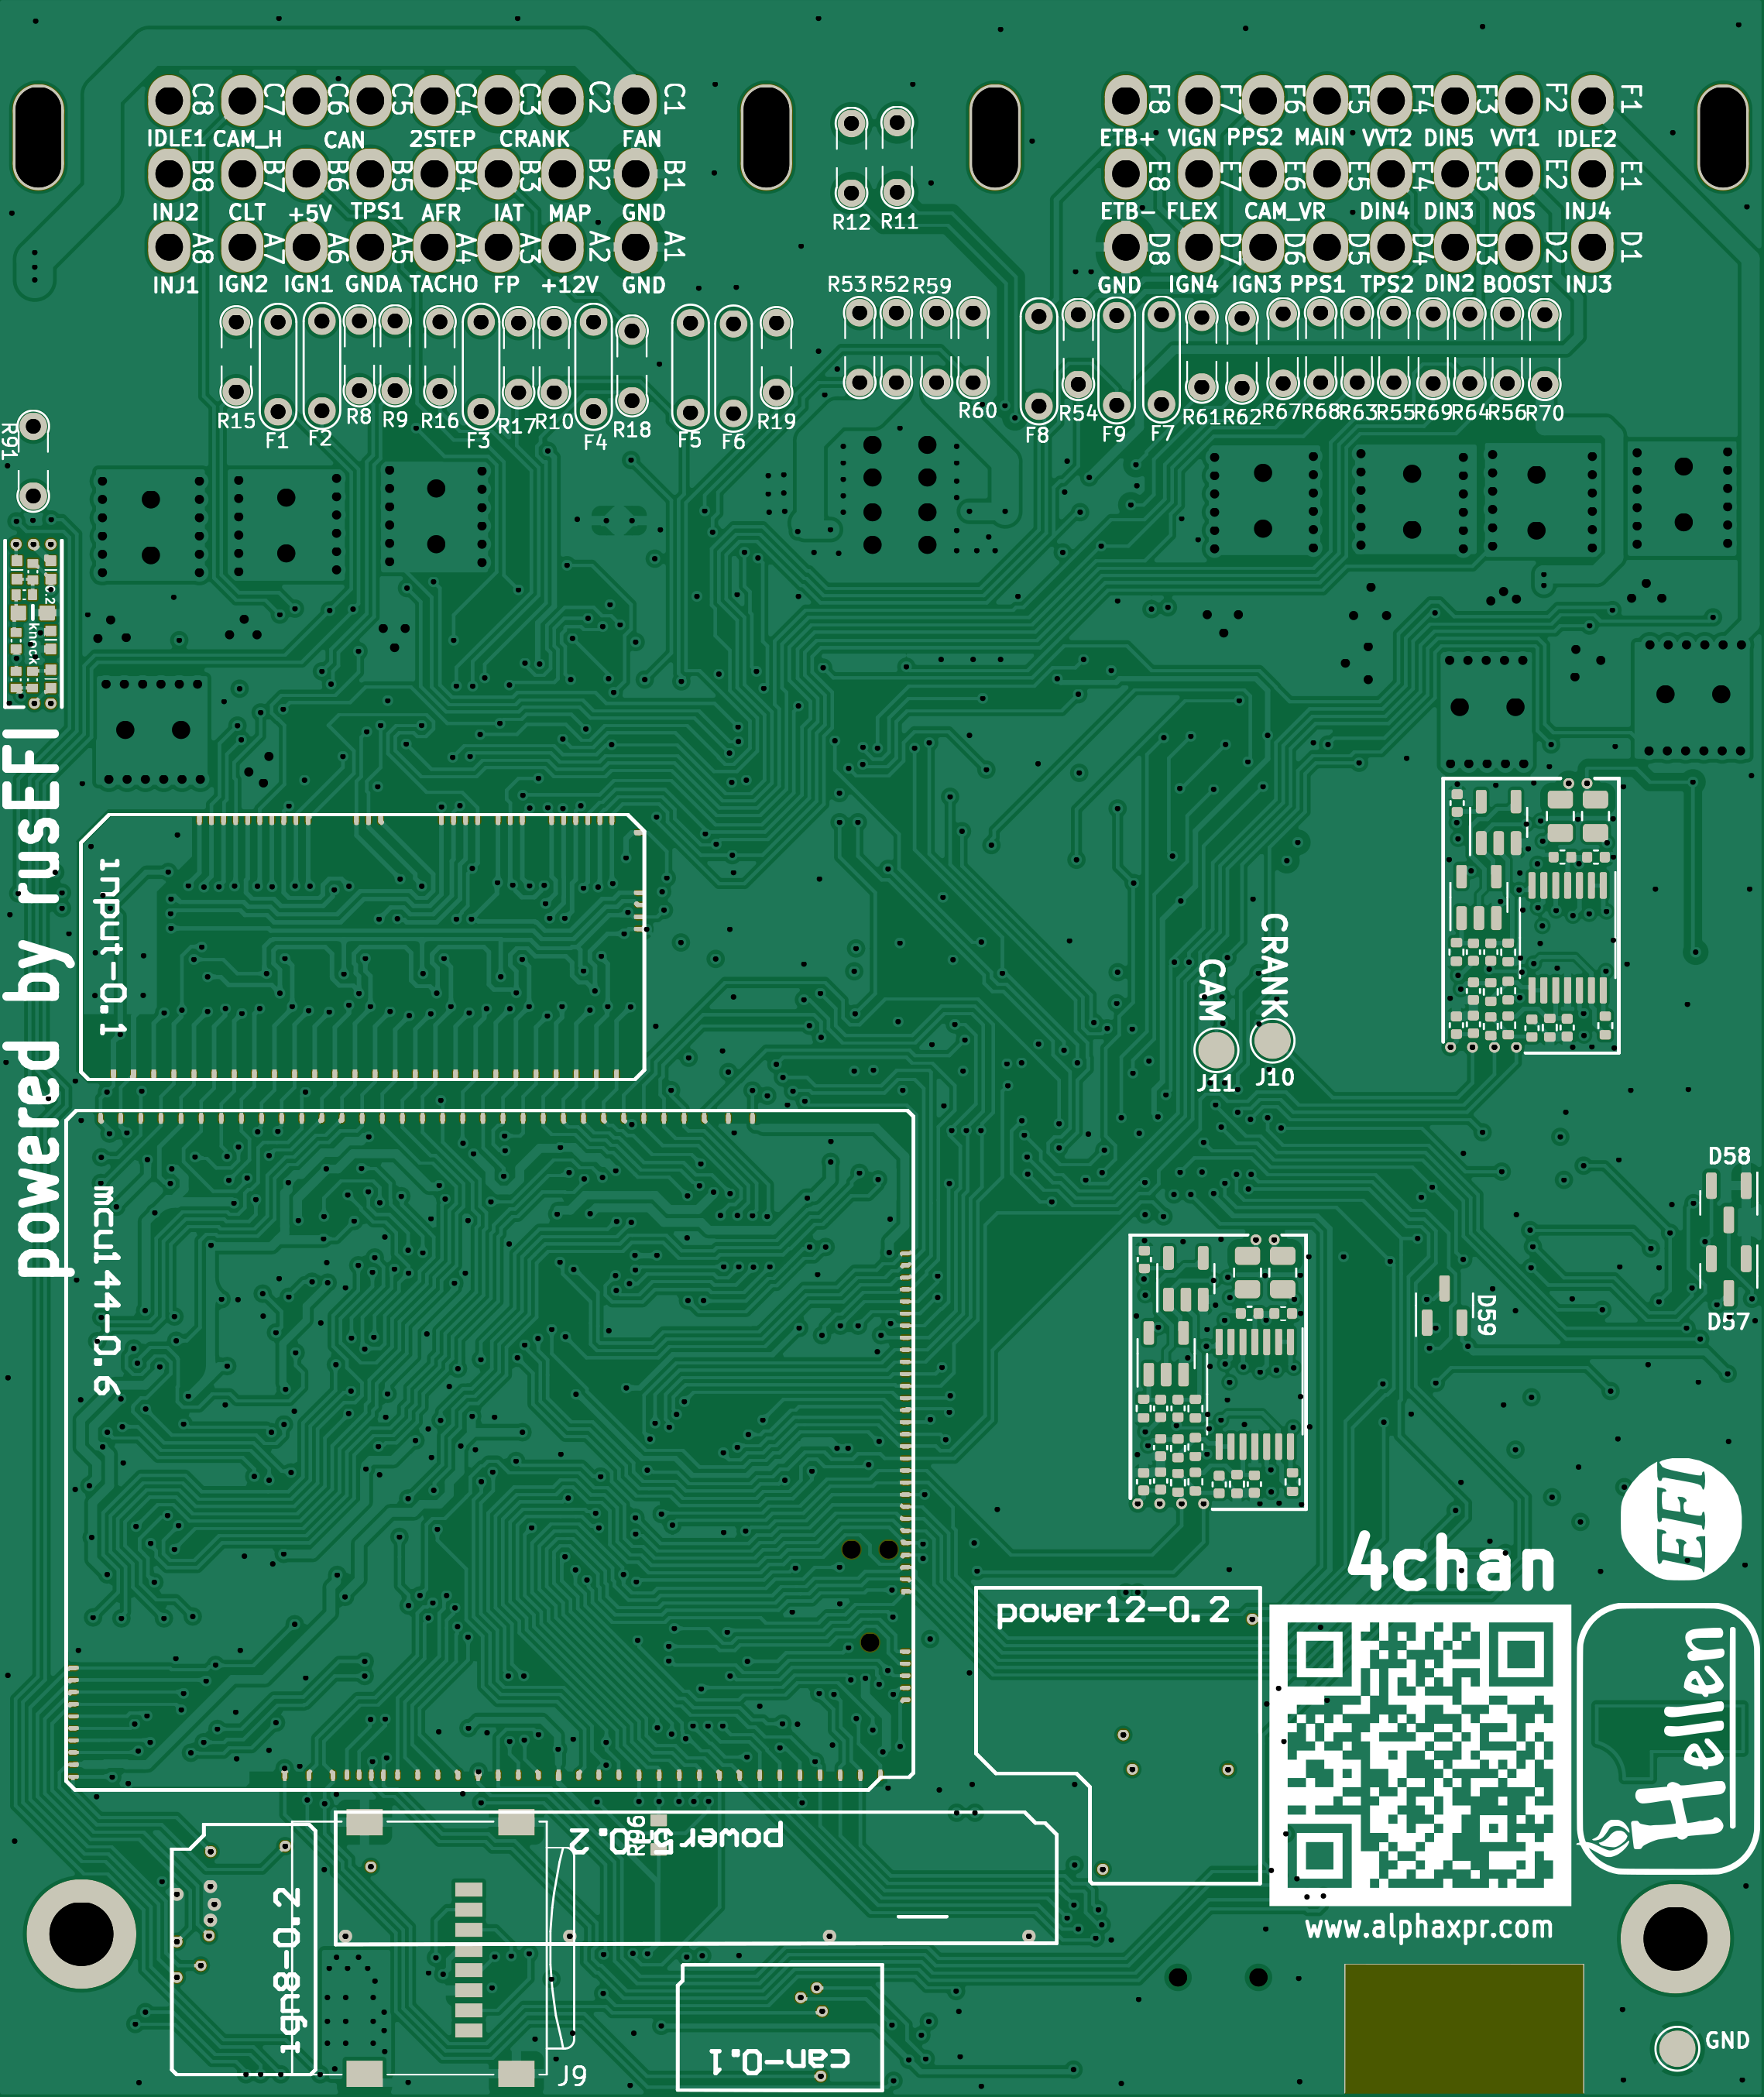 C8 C7 C6 C5 C4 C3 C2 C1 F8 F7 F6 F5 F4 F3 F2 F1
IDLE1 CAM_H CAN 2STEP CRANK FAN ETB+ VIGN PPS2 MAIN VVT2 DIN5 VVT1 IDLE2
B8 B7 B6 B5 B4 B3 B2 B1 E8 E7 E6 E5 E4 E3 E2 E1
INJ2 CLT +5V TPS1 AFR IAT MAP GND ETB- FLEX CAM_VR DIN4 DIN3 NOS INJ4
R12 R11
A8 A7 A6 A5 A4 A3 A2 A1 D8 D7 D6 D5 D4 D3 D2 D1
INJ1 IGN2 IGN1 GNDA TACHO FP +12V GND GND IGN4 IGN3 PPS1 TPS2 DIN2 BOOST INJ3
R53 R52 R59
R15 F1 F2 R8 R9 R16 F3 R17 R10 F4 R18 F5 F6 R19 R60 F8 R54 F9 F7 R61 R62 R67 R68 R63 R55 R69 R64 R56 R70
R91
knock
powered by rusEFI
input-0.1
CAM
CRANK
J11 J10
mcu144-0.6
D58
D59
D57
EFI
4chan
power12-0.2
Hellen
1
power5-0.2
R96
ign8-0.2
www.alphaxpr.com
can-0.1
J9
GND